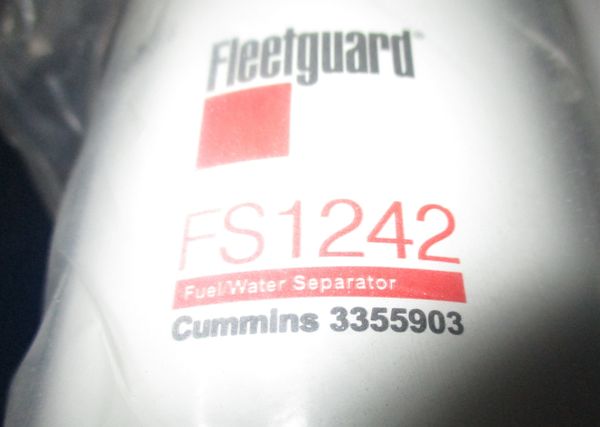 Fleetguard®
FS1242
Fuel/Water Separator
Cummins 3355903